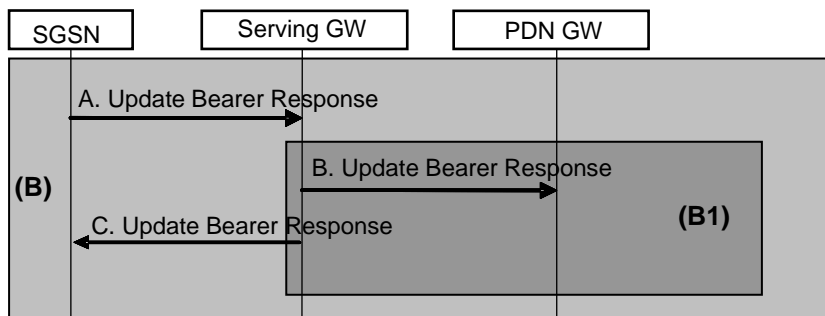 SGSN
Serving GW
PDN GW
A. Update Bearer Response
B. Update Bearer Response
(B)
(B1)
C. Update Bearer Response